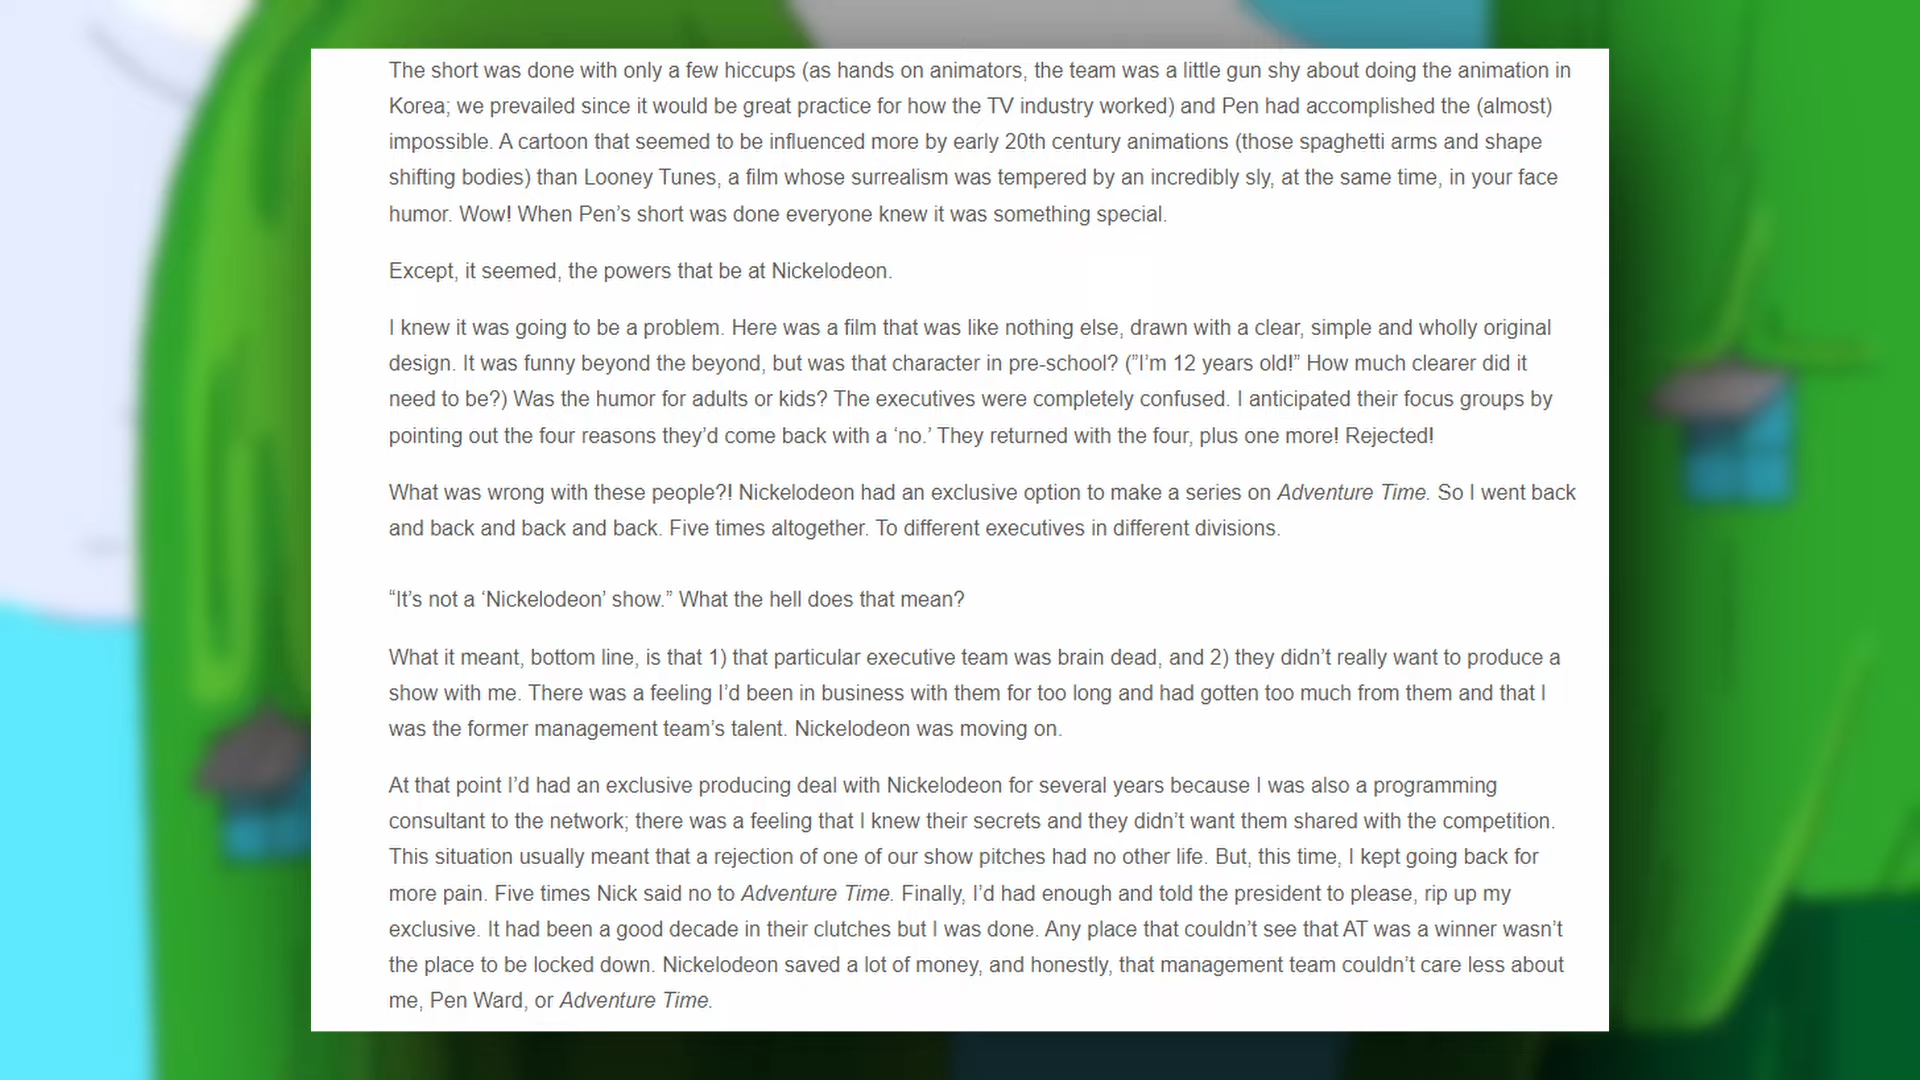 The short was done with only a few hiccups (as hands on animators, the team was a little gun shy about doing the animation in
Korea; we prevailed since it would be great practice for how the TV industry worked) and Pen had accomplished the (almost)
impossible. A cartoon that seemed to be influenced more by early 20th century animations (those spaghetti arms and shape
shifting bodies) than Looney Tunes, a film whose surrealism was tempered by an incredibly sly, at the same time, in your face
humor. Wow! When Pen’s short was done everyone knew it was something special.
Except, it seemed, the powers that be at Nickelodeon.
I knew it was going to be a problem. Here was a film that was like nothing else, drawn with a clear, simple and wholly original
design. It was funny beyond the beyond, but was that character in pre-school? (”I’m 12 years old!” How much clearer did it
need to be?) Was the humor for adults or kids? The executives were completely confused. I anticipated their focus groups by
pointing out the four reasons they’d come back with a ‘no.’ They returned with the four, plus one more! Rejected!
What was wrong with these people?! Nickelodeon had an exclusive option to make a series on Adventure Time. So I went back
and back and back and back. Five times altogether. To different executives in different divisions.
“It’s not a ‘Nickelodeon’ show.” What the hell does that mean?
What it meant, bottom line, is that 1) that particular executive team was brain dead, and 2) they didn’t really want to produce a
show with me. There was a feeling I’d been in business with them for too long and had gotten too much from them and that I
was the former management team’s talent. Nickelodeon was moving on.
At that point I’d had an exclusive producing deal with Nickelodeon for several years because I was also a programming
consultant to the network; there was a feeling that I knew their secrets and they didn’t want them shared with the competition.
This situation usually meant that a rejection of one of our show pitches had no other life. But, this time, I kept going back for
more pain. Five times Nick said no to Adventure Time. Finally, I’d had enough and told the president to please, rip up my
exclusive. It had been a good decade in their clutches but I was done. Any place that couldn’t see that AT was a winner wasn’t
the place to be locked down. Nickelodeon saved a lot of money, and honestly, that management team couldn’t care less about
me, Pen Ward, or Adventure Time.